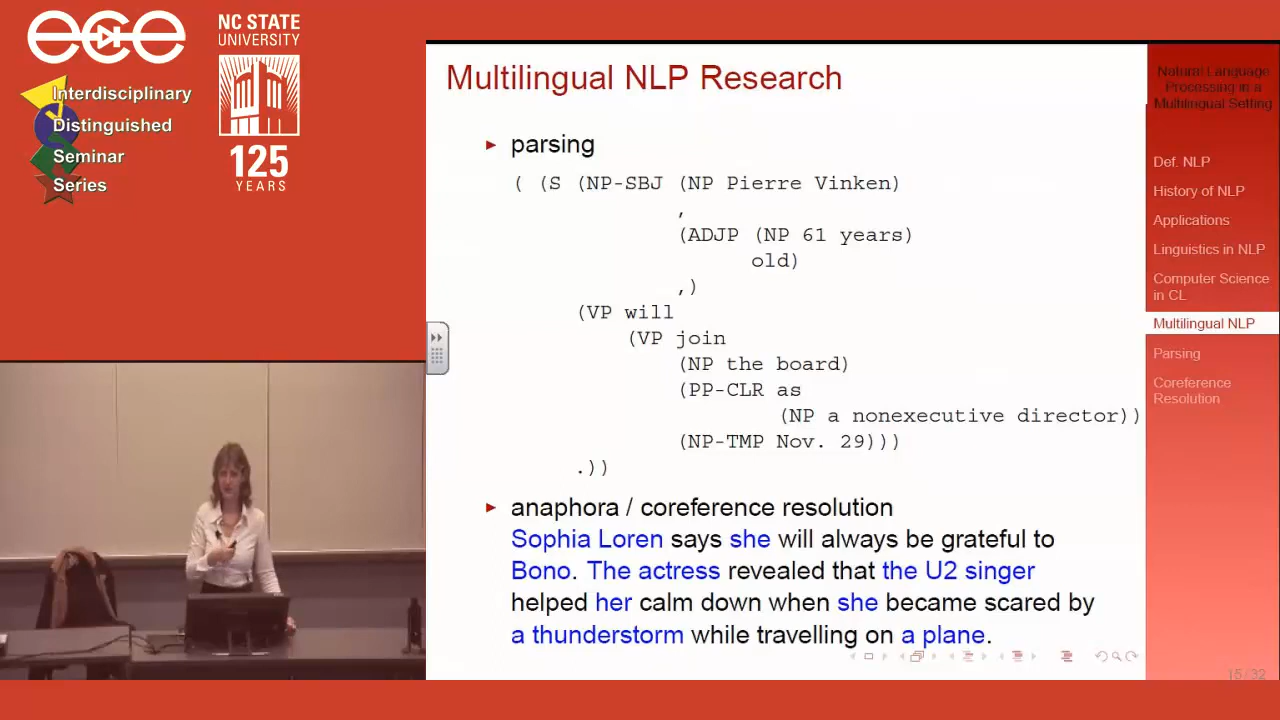 ece
NC STATE
UNIVERSITY
Interdisciplinary
Distinguished
Seminar
Series
125
YEARS
Multilingual NLP Research
► parsing
( (S (NP-SBJ (NP Pierre Vinken)
,
(ADJP (NP 61 years)
old)
,)
(VP will
(VP join
(NP the board)
(PP-CLR as
(NP a nonexecutive director))
(NP-TMP Nov. 29)))
.))
► anaphora / coreference resolution
Sophia Loren says she will always be grateful to
Bono. The actress revealed that the U2 singer
helped her calm down when she became scared by
a thunderstorm while travelling on a plane.
Natural Language
Processing in a
Multilingual Setting
Def. NLP
History of NLP
Applications
Linguistics in NLP
Computer Science
in CL
Multilingual NLP
Parsing
Coreference
Resolution
15/32